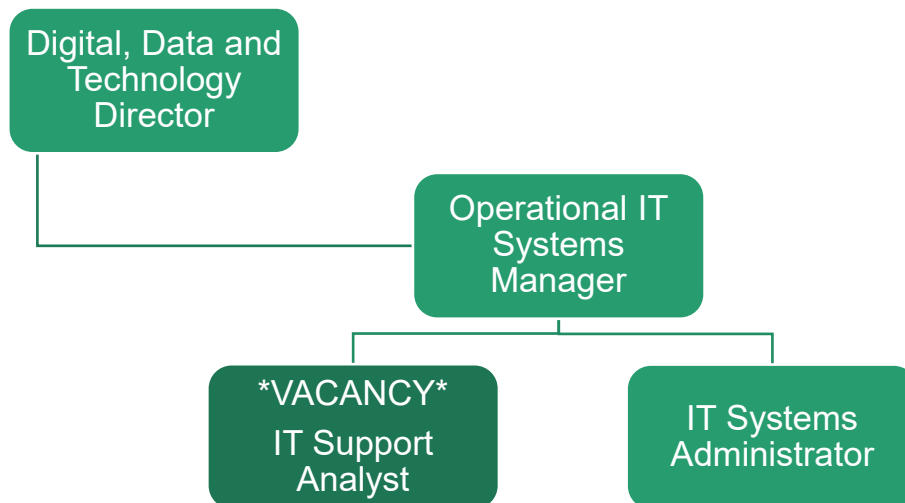 Digital, Data and
Technology
Director
Operational IT
Systems
Manager
*VACANCY*
IT Support
Analyst
IT Systems
Administrator